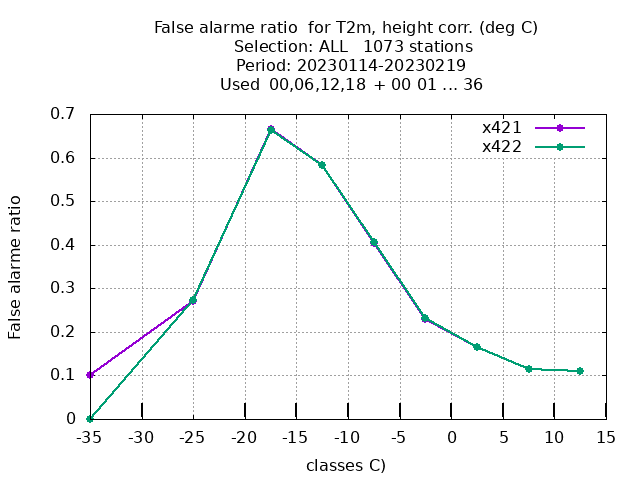 False alarme ratio  for T2m, height corr. (deg C)
Selection: ALL   1073 stations
Period: 20230114-20230219
Used  00,06,12,18  + 00 01 ... 36
x421
x422
0.7
0.6
0.5
0.4
0.3
0.2
0.1
0
False alarme ratio
-35 -30 -25 -20 -15 -10 -5 0 5 10 15
classes C)